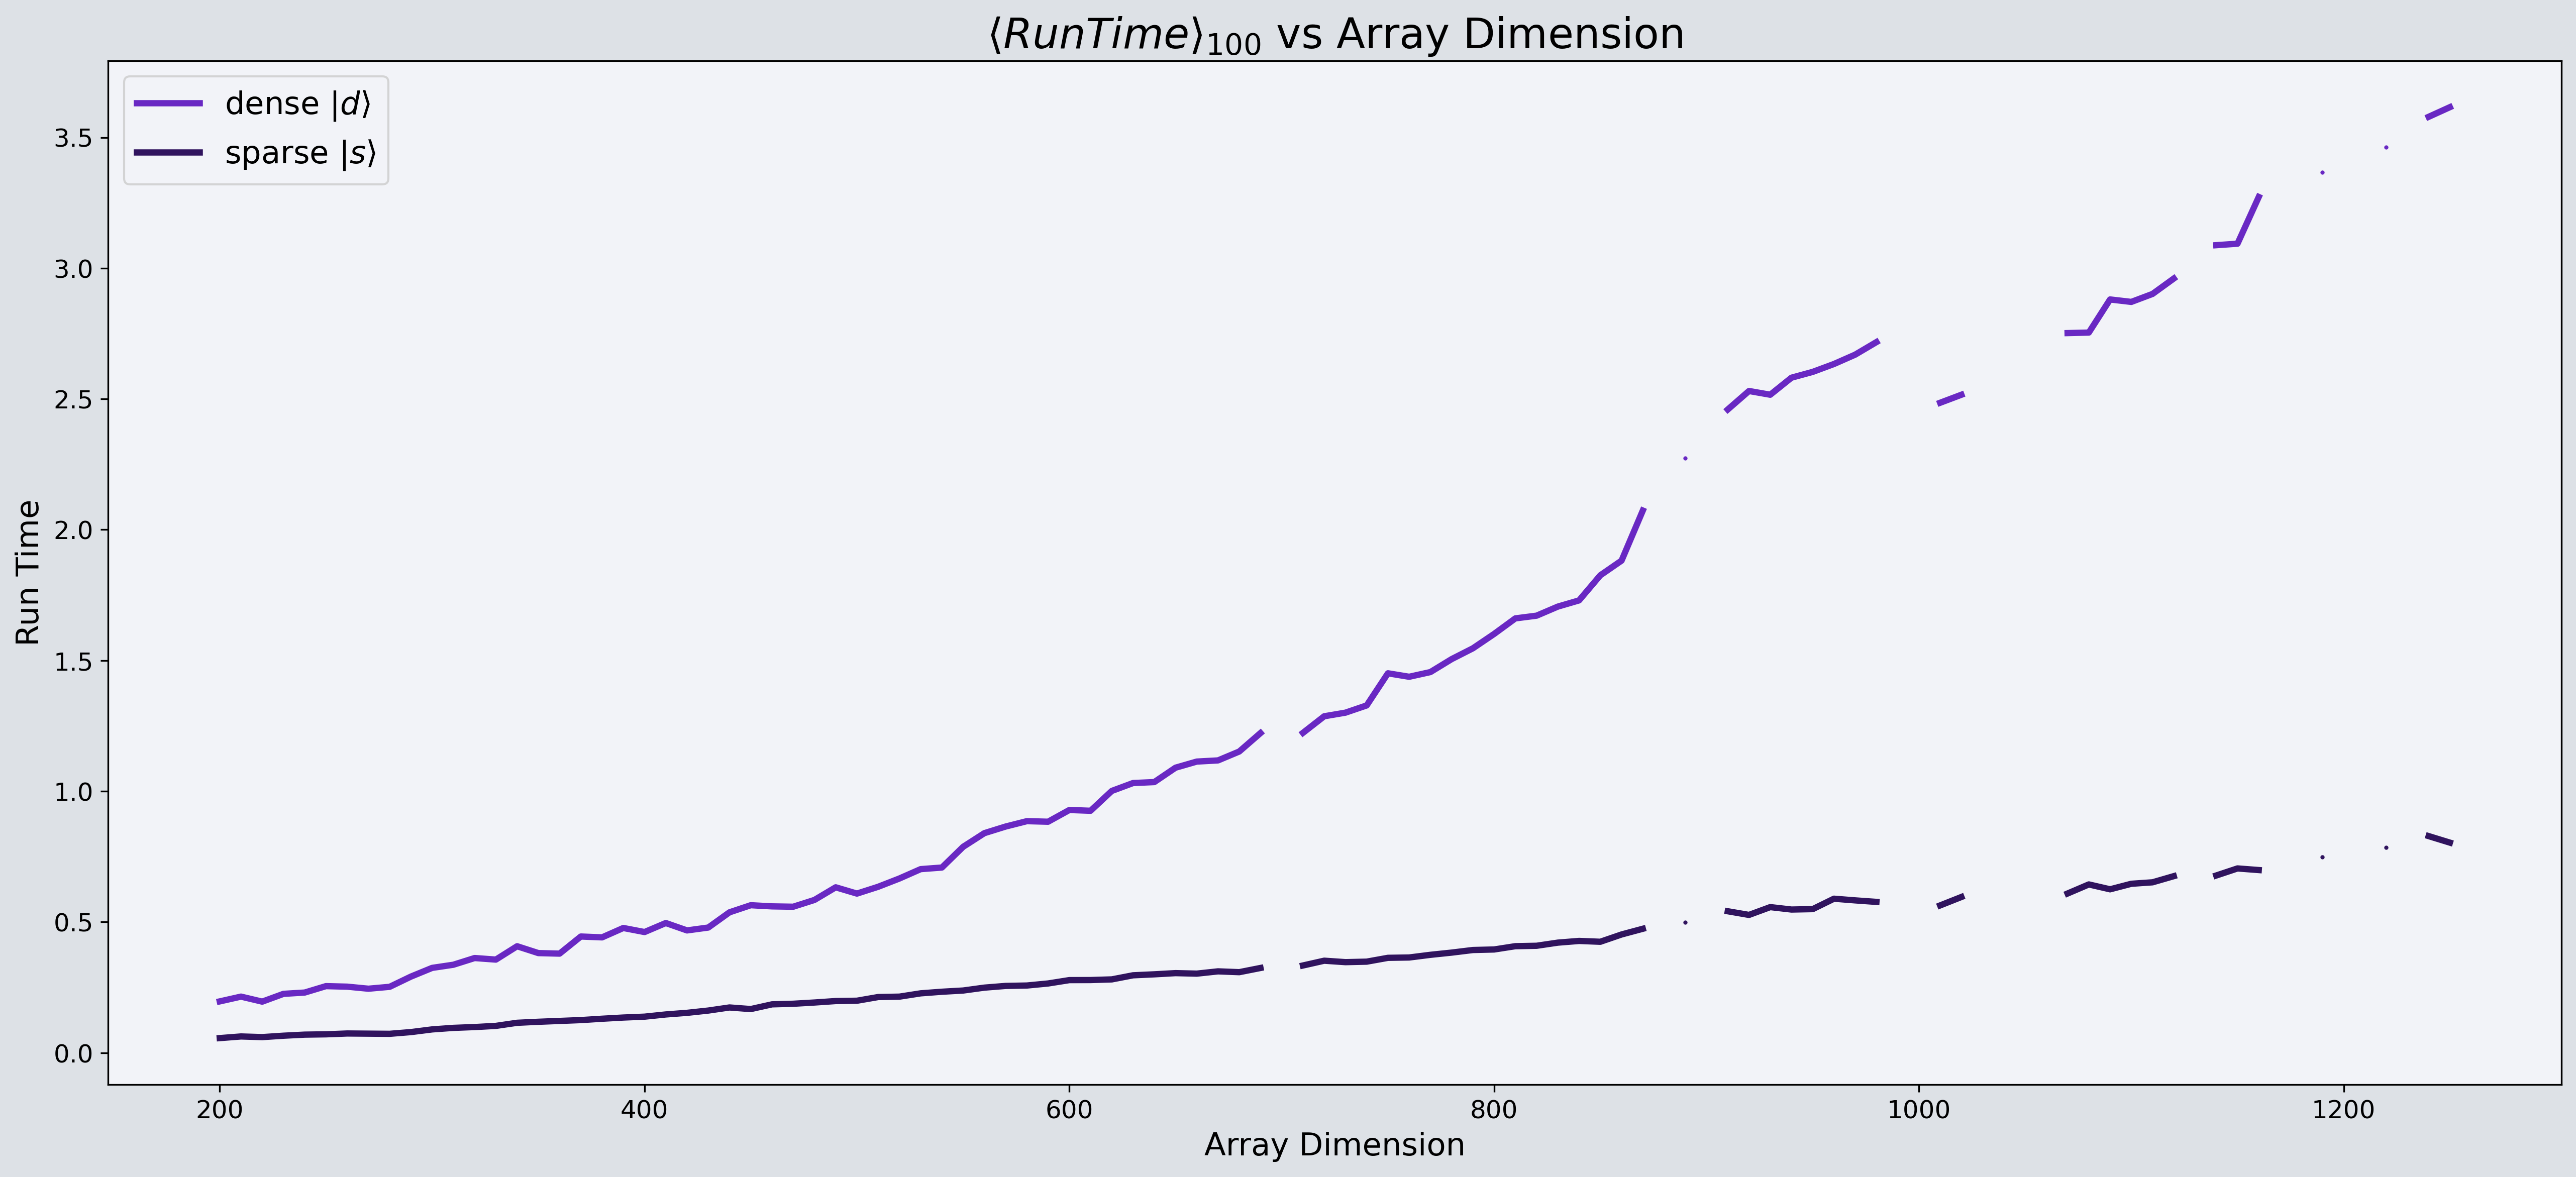 ⟨RunTime⟩₁₀₀ vs Array Dimension
dense |d⟩
sparse |s⟩
Run Time
3.5
3.0
2.5
2.0
1.5
1.0
0.5
0.0
200 400 600 800 1000 1200
Array Dimension